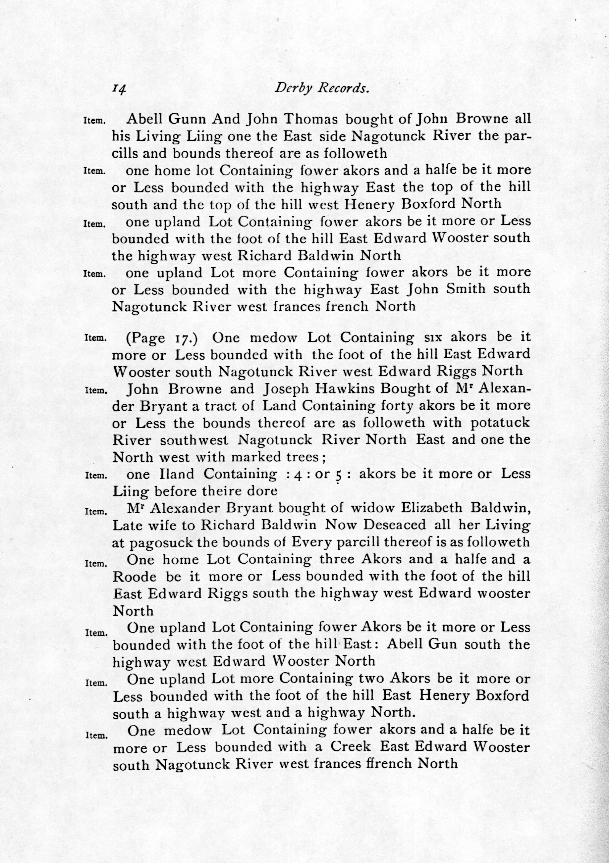 14 Derby Records.
Item. Abell Gunn And John Thomas bought of John Browne all
his Living Liing one the East side Nagotunck River the par-
cills and bounds thereof are as followeth
Item. one home lot Containing fower akors and a halfe be it more
or Less bounded with the highway East the top of the hill
south and the top of the hill west Henery Boxford North
Item. one upland Lot Containing fower akors be it more or Less
bounded with the foot of the hill East Edward Wooster south
the highway west Richard Baldwin North
Item. one upland Lot more Containing fower akors be it more
or Less bounded with the highway East John Smith south
Nagotunck River west frances french North
Item. (Page 17.) One medow Lot Containing six akors be it
more or Less bounded with the foot of the hill East Edward
Wooster south Nagotunck River west Edward Riggs North
Item. John Browne and Joseph Hawkins Bought of Mr Alexan-
der Bryant a tract of Land Containing forty akors be it more
or Less the bounds thereof are as followeth with potatuck
River southwest Nagotunck River North East and one the
North west with marked trees ;
Item. one Iland Containing : 4 : or 5 : akors be it more or Less
Liing before theire dore
Item. Mr Alexander Bryant bought of widow Elizabeth Baldwin,
Late wife to Richard Baldwin Now Deseaced all her Living
at pagosuck the bounds of Every parcill thereof is as followeth
Item. One home Lot Containing three Akors and a halfe and a
Roode be it more or Less bounded with the foot of the hill
East Edward Riggs south the highway west Edward wooster
North
Item. One upland Lot Containing fower Akors be it more or Less
bounded with the foot of the hill East: Abell Gun south the
highway west Edward Wooster North
Item. One upland Lot more Containing two Akors be it more or
Less bounded with the foot of the hill East Henery Boxford
south a highway west and a highway North.
Item. One medow Lot Containing fower akors and a halfe be it
more or Less bounded with a Creek East Edward Wooster
south Nagotunck River west frances ffrench North